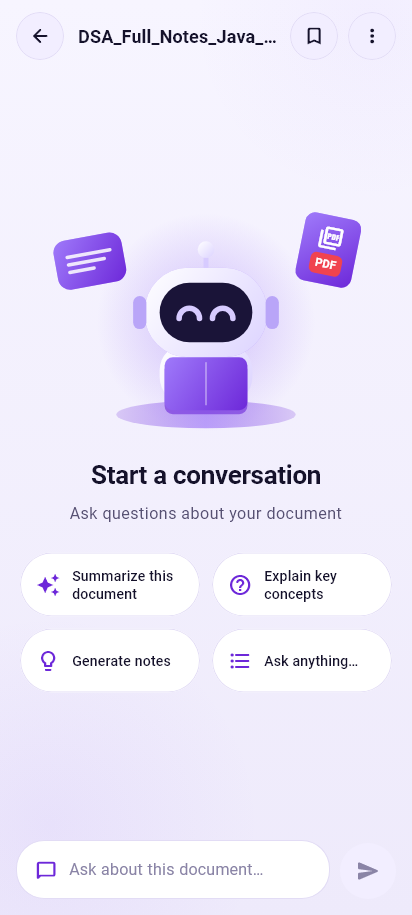 DSA_Full_Notes_Java_...
PDF
PDF
Start a conversation
Ask questions about your document
Summarize this
document
Explain key
concepts
Generate notes
Ask anything...
Ask about this document...